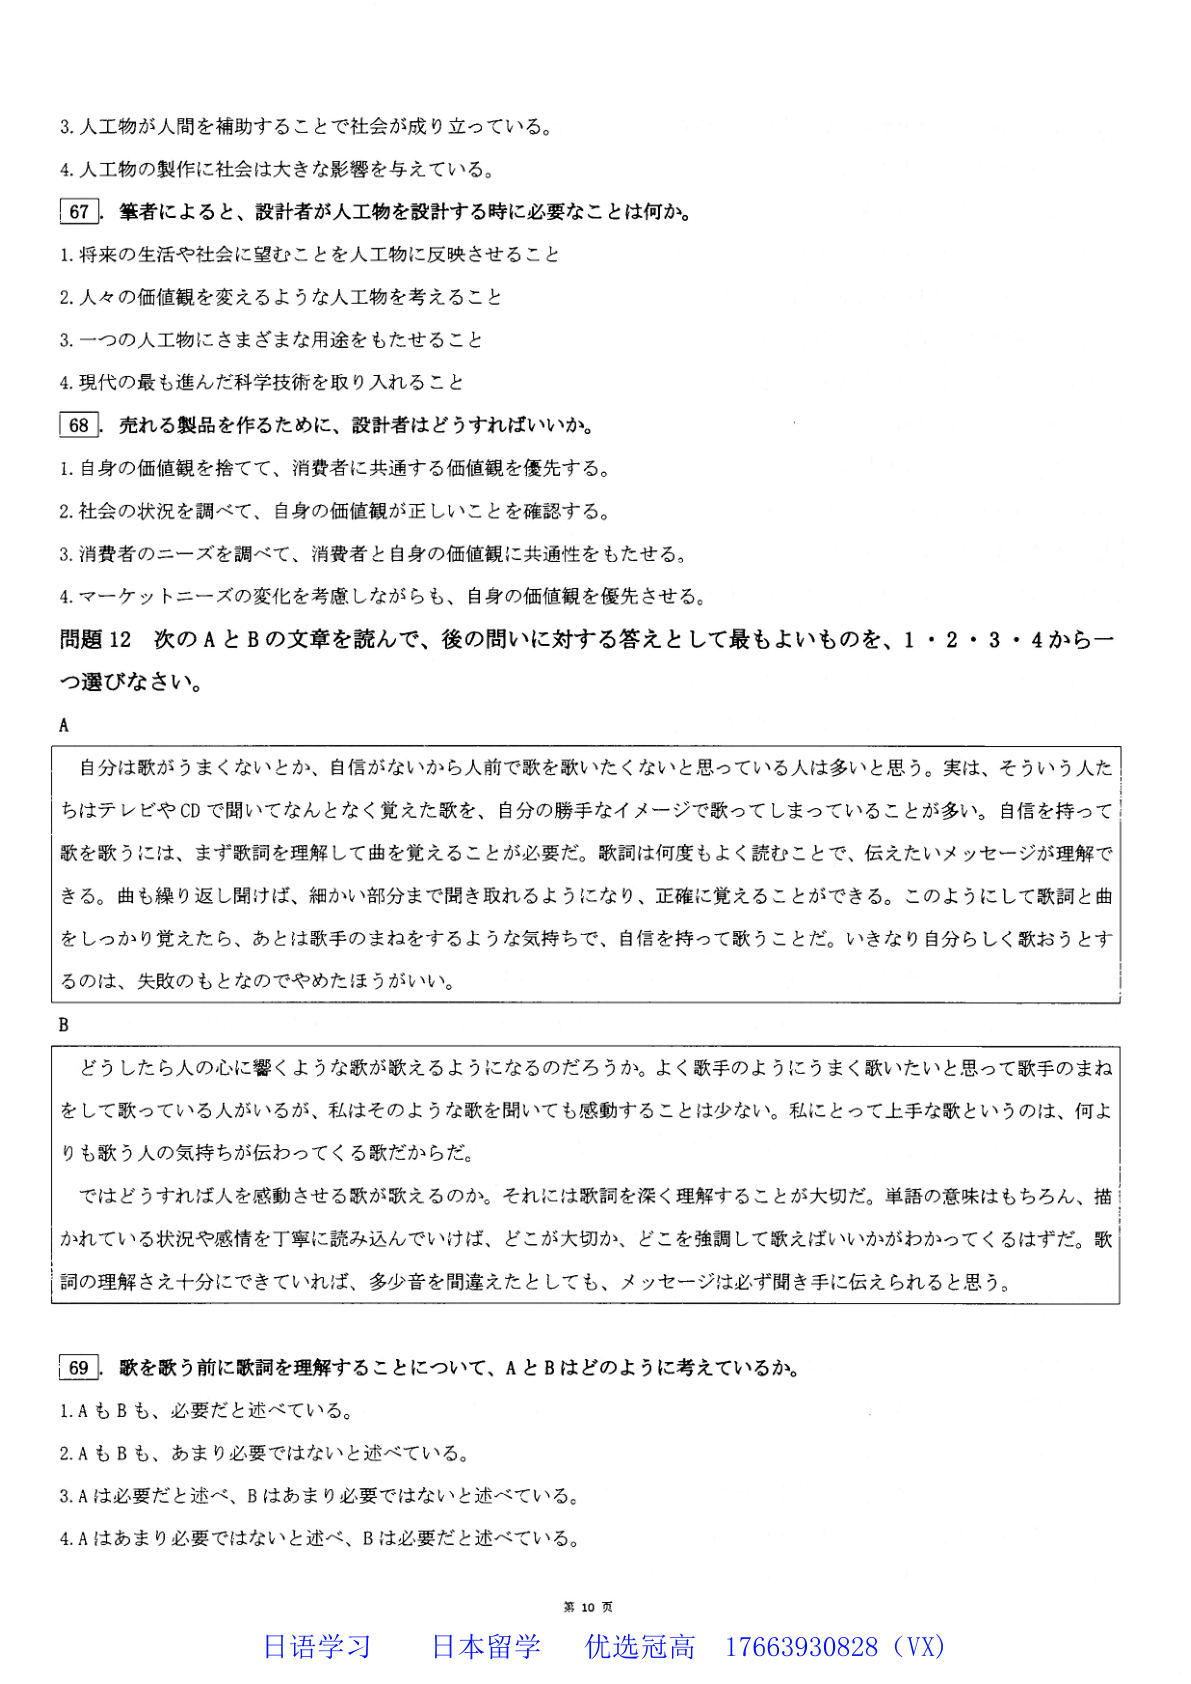 3.人工物が人間を補助することで社会が成り立っている。
4.人工物の製作に社会は大きな影響を与えている。
67. 筆者によると、設計者が人工物を設計する時に必要なことは何か。
1.将来の生活や社会に望むことを人工物に反映させること
2.人々の価値観を変えるような人工物を考えること
3.一つの人工物にさまざまな用途をもたせること
4.現代の最も進んだ科学技術を取り入れること
68. 売れる製品を作るために、設計者はどうすればいいか。
1.自身の価値観を捨てて、消費者に共通する価値観を優先する。
2.社会の状況を調べて、自身の価値観が正しいことを確認する。
3.消費者のニーズを調べて、消費者と自身の価値観に共通性をもたせる。
4.マーケットニーズの変化を考慮しながらも、自身の価値観を優先させる。
問題12　次のAとBの文章を読んで、後の問いに対する答えとして最もよいものを、1・2・3・4から一
つ選びなさい。
A
自分は歌がうまくないとか、自信がないから人前で歌を歌いたくないと思っている人は多いと思う。実は、そういう人た
ちはテレビやCDで聞いてなんとなく覚えた歌を、自分の勝手なイメージで歌ってしまっていることが多い。自信を持って
歌を歌うには、まず歌詞を理解して曲を覚えることが必要だ。歌詞は何度もよく読むことで、伝えたいメッセージが理解で
きる。曲も繰り返し聞けば、細かい部分まで聞き取れるようになり、正確に覚えることができる。このようにして歌詞と曲
をしっかり覚えたら、あとは歌手のまねをするような気持ちで、自信を持って歌うことだ。いきなり自分らしく歌おうとす
るのは、失敗のもとなのでやめたほうがいい。
B
どうしたら人の心に響くような歌が歌えるようになるのだろうか。よく歌手のようにうまく歌いたいと思って歌手のまね
をして歌っている人がいるが、私はそのような歌を聞いても感動することは少ない。私にとって上手な歌というのは、何よ
りも歌う人の気持ちが伝わってくる歌だからだ。
ではどうすれば人を感動させる歌が歌えるのか。それには歌詞を深く理解することが大切だ。単語の意味はもちろん、描
かれている状況や感情を丁寧に読み込んでいけば、どこが大切か、どこを強調して歌えばいいかがわかってくるはずだ。歌
詞の理解さえ十分にできていれば、多少音を間違えたとしても、メッセージは必ず聞き手に伝えられると思う。
69. 歌を歌う前に歌詞を理解することについて、AとBはどのように考えているか。
1.AもBも、必要だと述べている。
2.AもBも、あまり必要ではないと述べている。
3.Aは必要だと述べ、Bはあまり必要ではないと述べている。
4.Aはあまり必要ではないと述べ、Bは必要だと述べている。
第 10 页
日语学习　日本留学　优选冠高　17663930828（VX)